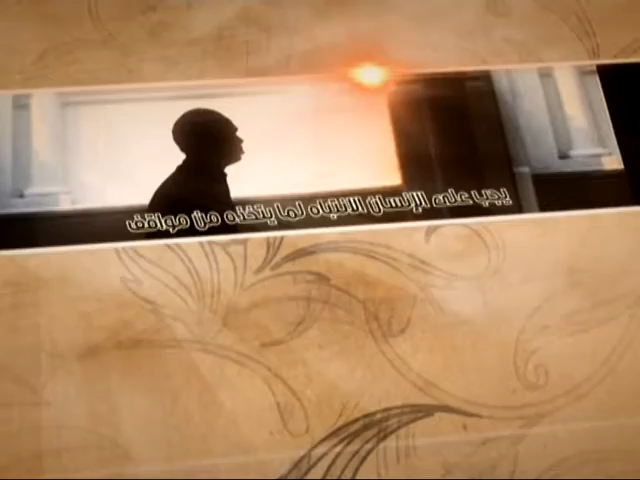 يجب على الإنسان الانتباه لما يتخذه من مواقف